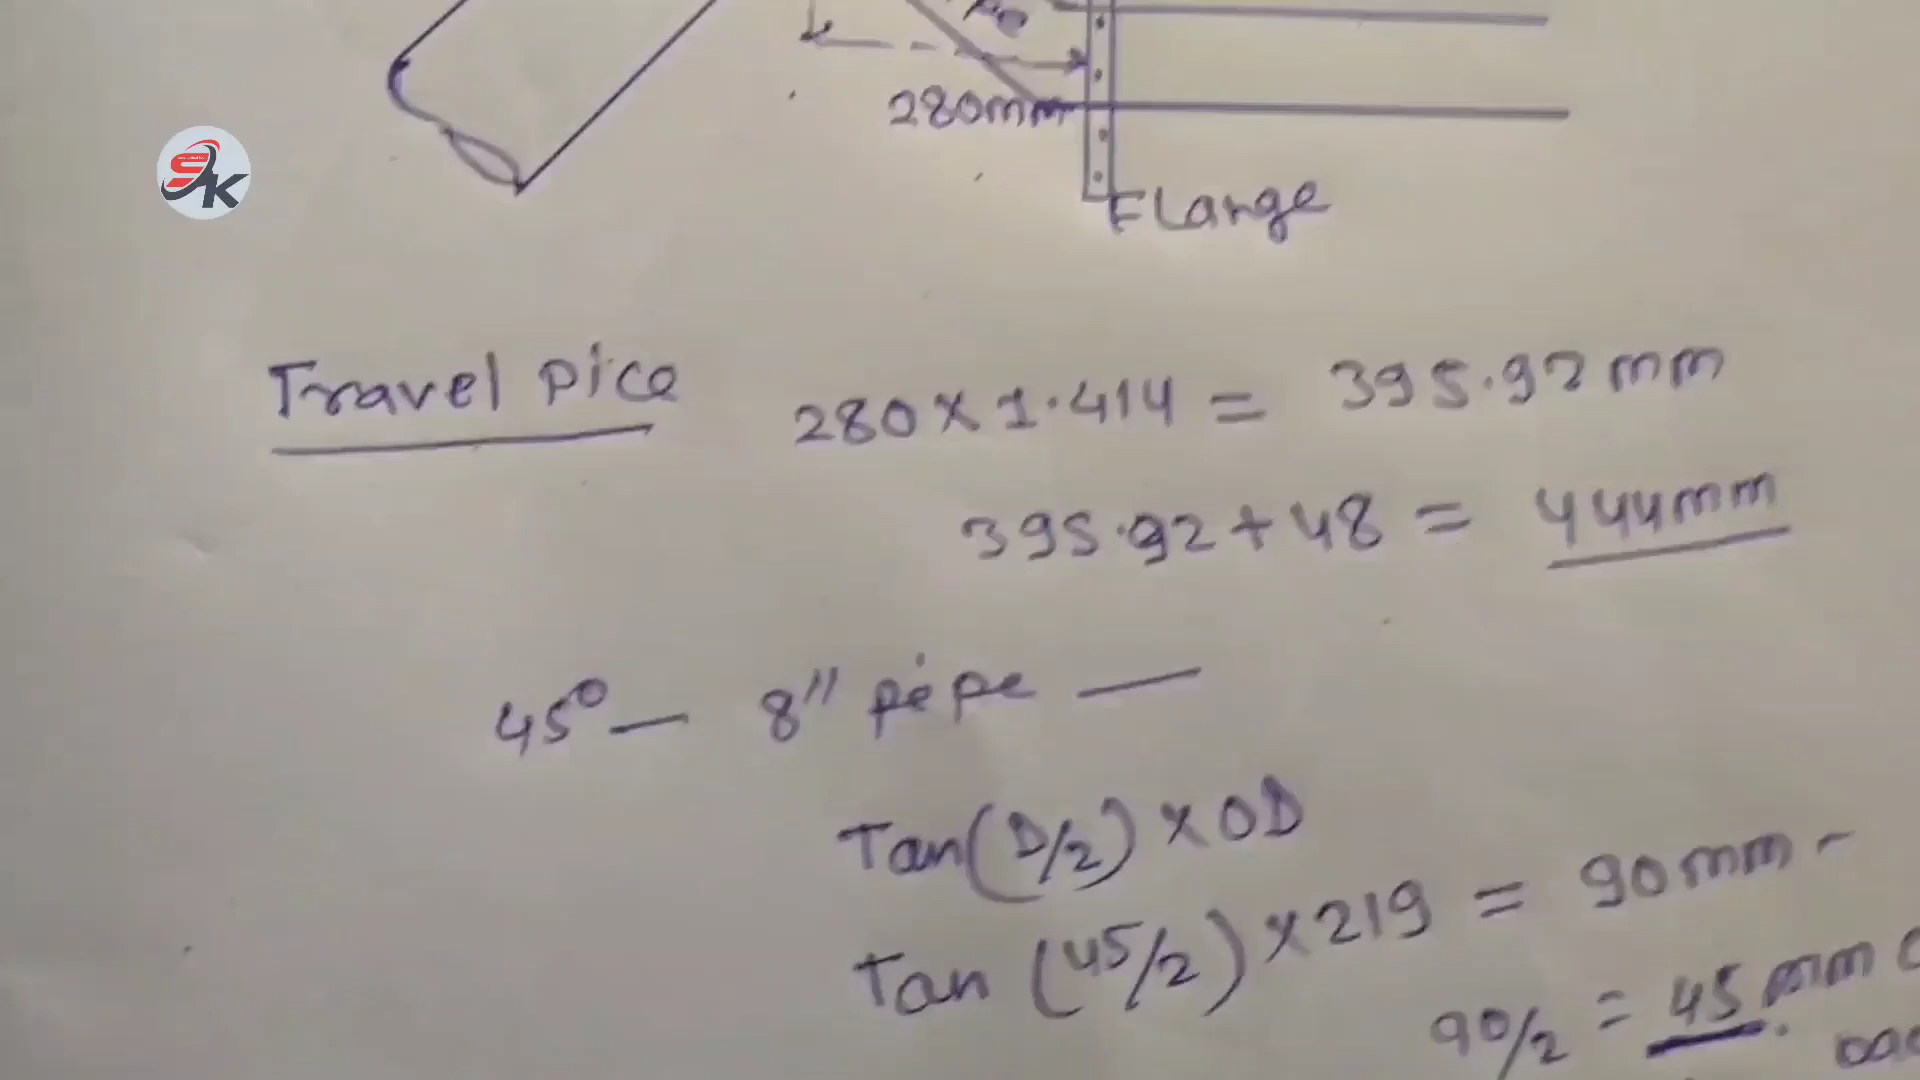 280mm
Flange
SK
Travel pice 280 x 1.414 = 395.92 mm
395.92 + 48 = 444mm
45° — 8" pipe —
Tan(D/2) x OD
Tan (45/2) x 219 = 90mm -
90/2 = 45 mm